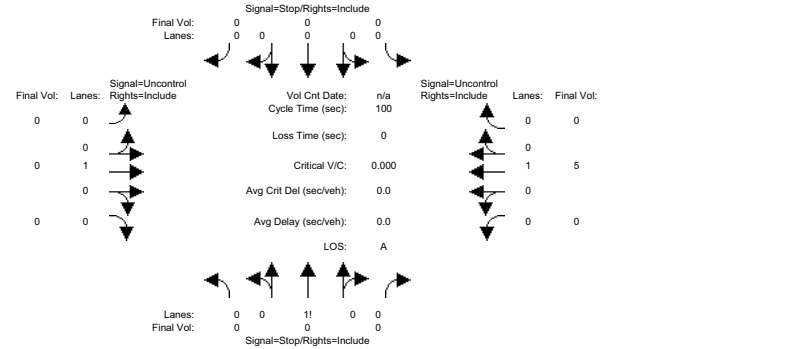 Signal=Stop/Rights=Include
Final Vol: 0 0 0
Lanes: 0 0 0 0 0
Signal=Uncontrol Signal=Uncontrol
Final Vol: Lanes: Rights=Include Vol Cnt Date: n/a Rights=Include Lanes: Final Vol:
Cycle Time (sec): 100
0 0 0 0
Loss Time (sec): 0
0 0
0 1 Critical V/C: 0.000 1 5
0 Avg Crit Del (sec/veh): 0.0 0
0 0 Avg Delay (sec/veh): 0.0 0 0
LOS: A
Lanes: 0 0 1! 0 0
Final Vol: 0 0 0
Signal=Stop/Rights=Include